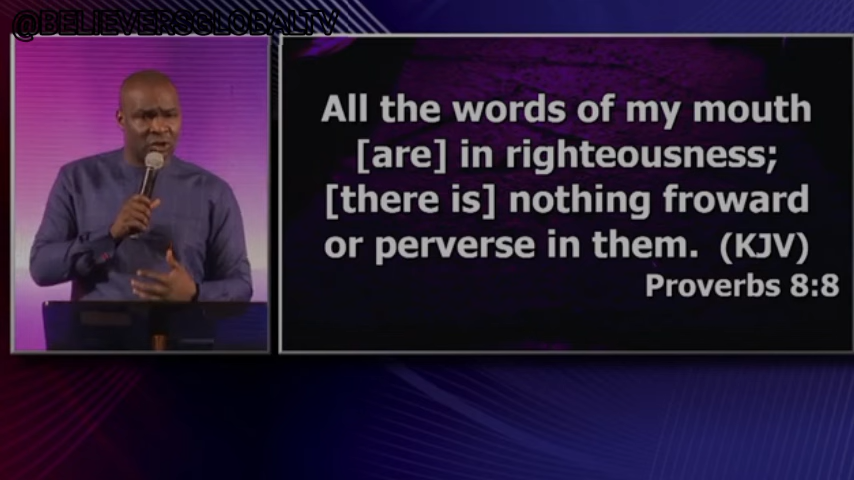 @BELIEVERSGLOBALTV
All the words of my mouth
[are] in righteousness;
[there is] nothing froward
or perverse in them. (KJV)
Proverbs 8:8